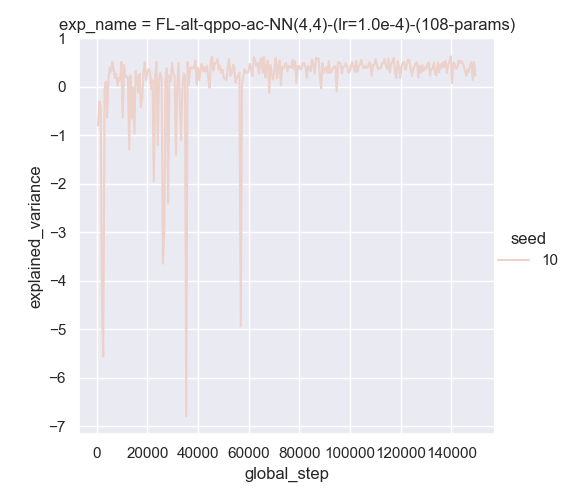 exp_name = FL-alt-qppo-ac-NN(4,4)-(lr=1.0e-4)-(108-params)
1
0
−1
−2
−3
−4
−5
−6
−7
explained_variance
0 20000 40000 60000 80000 100000 120000 140000
global_step
seed
10